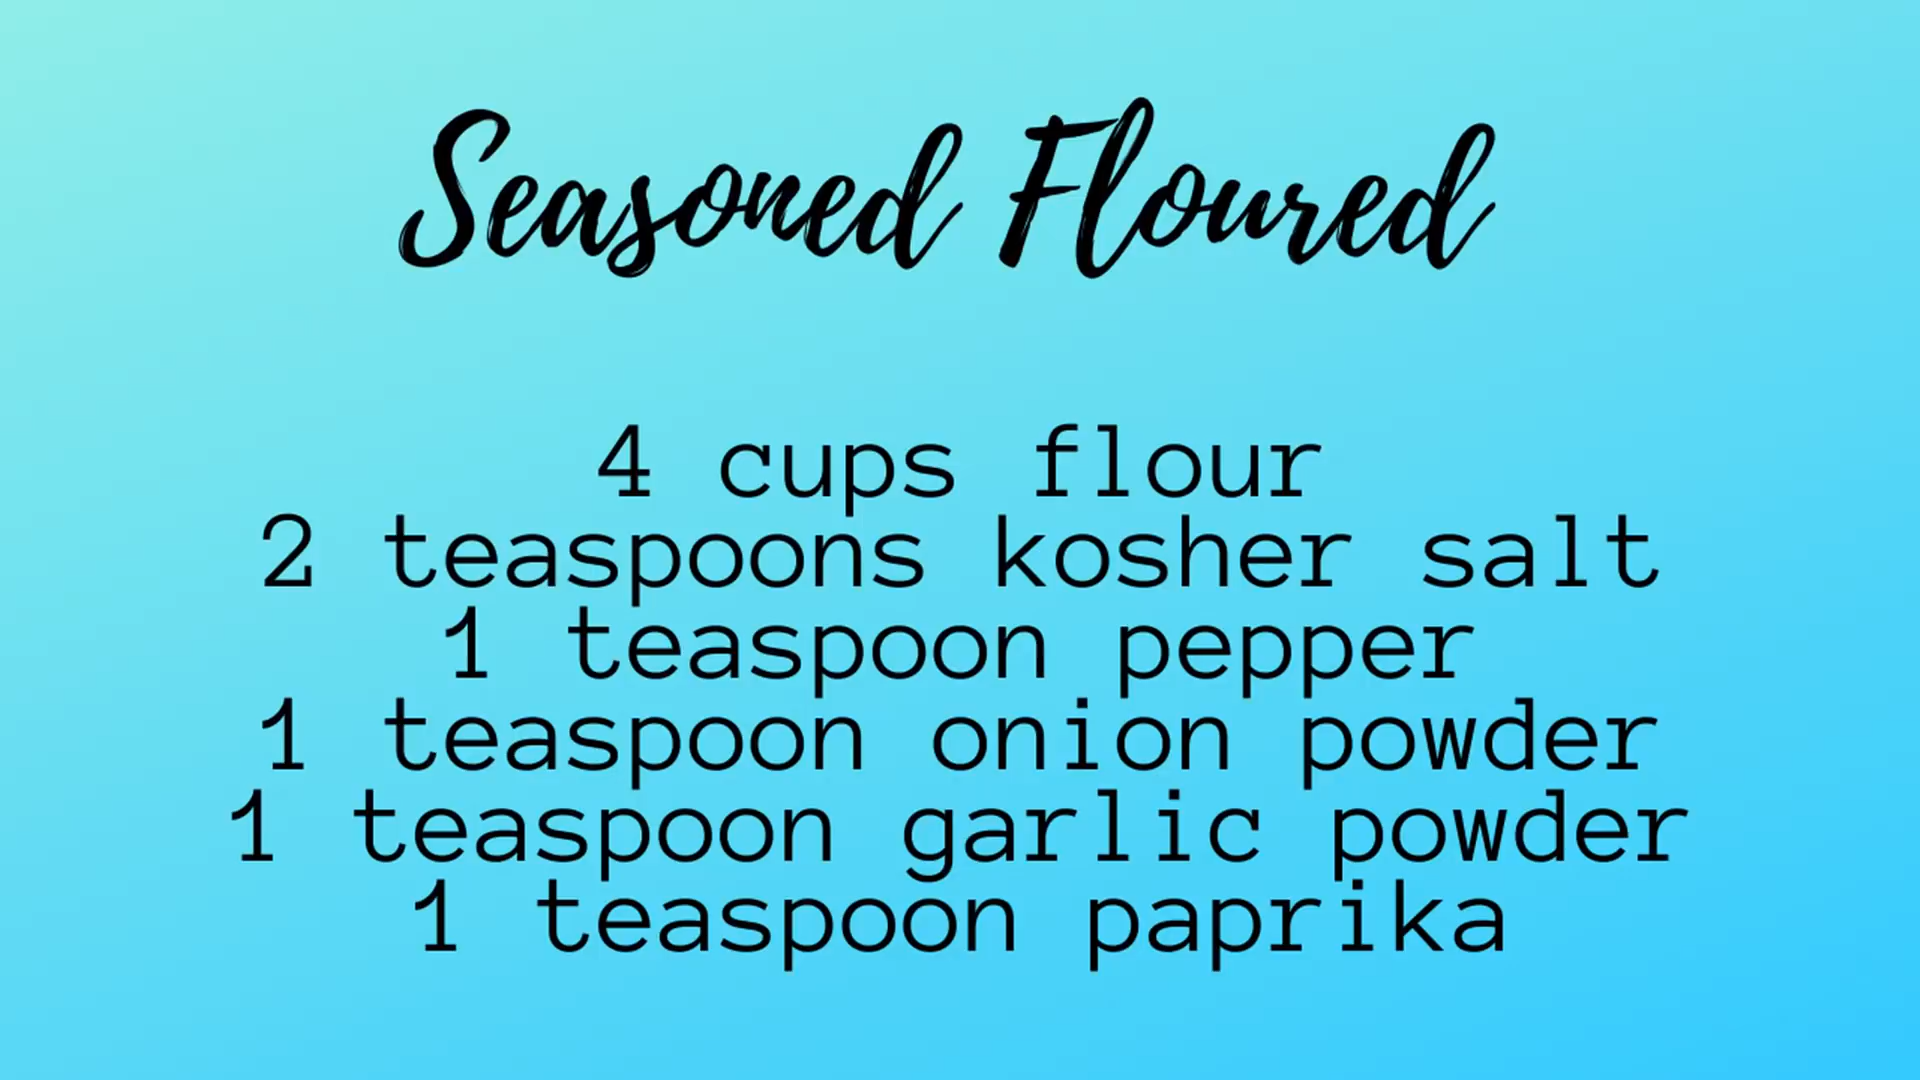 Seasoned Floured
4 cups flour
2 teaspoons kosher salt
1 teaspoon pepper
1 teaspoon onion powder
1 teaspoon garlic powder
1 teaspoon paprika